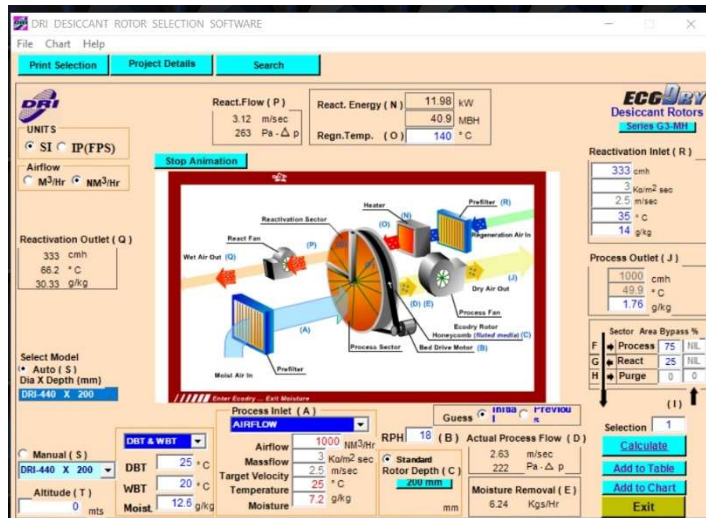 DRI DESICCANT ROTOR SELECTION SOFTWARE
File Chart Help
Print Selection Project Details Search
DRI
UNITS
SI IP(FPS)
Airflow
M³/Hr NM³/Hr
React.Flow ( P )
3.12 m/sec
263 Pa - Δ p
React. Energy ( N ) 11.98 kW
40.9 MBH
Regn.Temp. ( O ) 140 ° C
ECODRY
Desiccant Rotors
Series G3-MH
Stop Animation
Reactivation Inlet ( R )
333 cmh
3 Kg/m² sec
2.5 m/sec
35 ° C
14 g/kg
Reactivation Outlet ( Q )
333 cmh
66.2 ° C
30.33 g/kg
Heater
Prefilter (R)
Reactivation Sector
(N)
(O)
React Fan
Regeneration Air In
Wet Air Out (Q)
(P)
(J)
(D) (E)
Dry Air Out
(A)
Process Fan
Ecodry Rotor
Honeycomb (fluted media) (C)
Bed Drive Motor (B)
Process Sector
Prefilter
Moist Air In
Enter Ecodry ... Exit Moisture
Process Outlet ( J )
1000 cmh
49.9 ° C
1.76 g/kg
Sector Area Bypass %
F Process 75 NIL
G React 25 NIL
H Purge 0 0
( I )
Select Model
Auto ( S )
Dia X Depth (mm)
DRI-440 X 200
Manual ( S )
DRI-440 X 200
Altitude ( T )
0 mts
DBT & WBT
DBT 25 ° C
WBT 20 ° C
Moist. 12.6 g/kg
Process Inlet ( A )
AIRFLOW
Airflow 1000 NM³/Hr
Massflow 3 Kg/m² sec
Target Velocity 2.5 m/sec
Temperature 25 ° C
Moisture 7.2 g/kg
Guess Initial Previous
RPH 18 ( B )
Standard
Rotor Depth ( C )
200 mm
mm
Actual Process Flow ( D )
2.63 m/sec
222 Pa - Δ p
Moisture Removal ( E )
6.24 Kgs/Hr
Selection 1
Calculate
Add to Table
Add to Chart
Exit